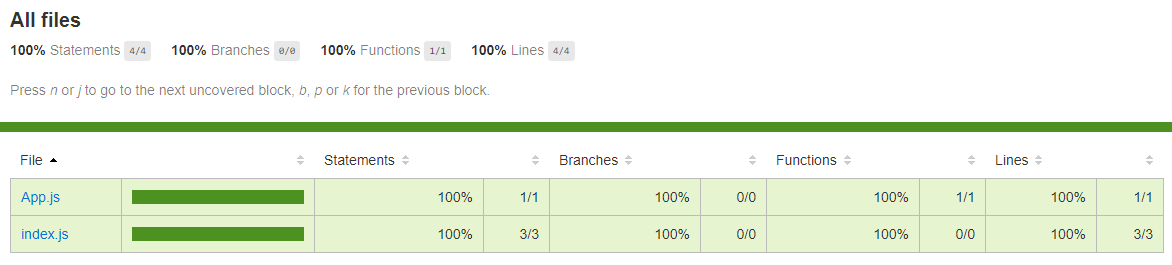 All files
100% Statements 4/4 100% Branches 0/0 100% Functions 1/1 100% Lines 4/4
Press n or j to go to the next uncovered block, b, p or k for the previous block.
File Statements Branches Functions Lines
App.js 100% 1/1 100% 0/0 100% 1/1 100% 1/1
index.js 100% 3/3 100% 0/0 100% 0/0 100% 3/3